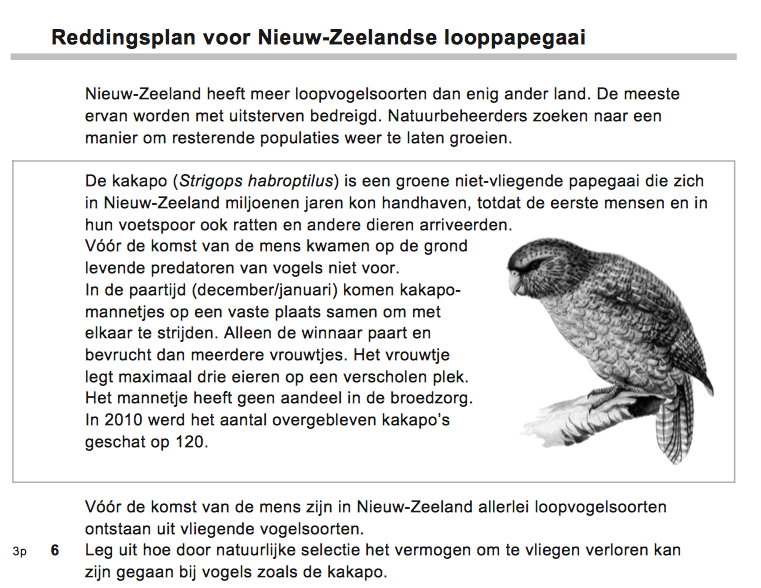 Reddingsplan voor Nieuw-Zeelandse looppapegaai
Nieuw-Zeeland heeft meer loopvogelsoorten dan enig ander land. De meeste
ervan worden met uitsterven bedreigd. Natuurbeheerders zoeken naar een
manier om resterende populaties weer te laten groeien.
De kakapo (Strigops habroptilus) is een groene niet-vliegende papegaai die zich
in Nieuw-Zeeland miljoenen jaren kon handhaven, totdat de eerste mensen en in
hun voetspoor ook ratten en andere dieren arriveerden.
Vóór de komst van de mens kwamen op de grond
levende predatoren van vogels niet voor.
In de paartijd (december/januari) komen kakapo-
mannetjes op een vaste plaats samen om met
elkaar te strijden. Alleen de winnaar paart en
bevrucht dan meerdere vrouwtjes. Het vrouwtje
legt maximaal drie eieren op een verscholen plek.
Het mannetje heeft geen aandeel in de broedzorg.
In 2010 werd het aantal overgebleven kakapo's
geschat op 120.
Vóór de komst van de mens zijn in Nieuw-Zeeland allerlei loopvogelsoorten
ontstaan uit vliegende vogelsoorten.
3p 6 Leg uit hoe door natuurlijke selectie het vermogen om te vliegen verloren kan
zijn gegaan bij vogels zoals de kakapo.